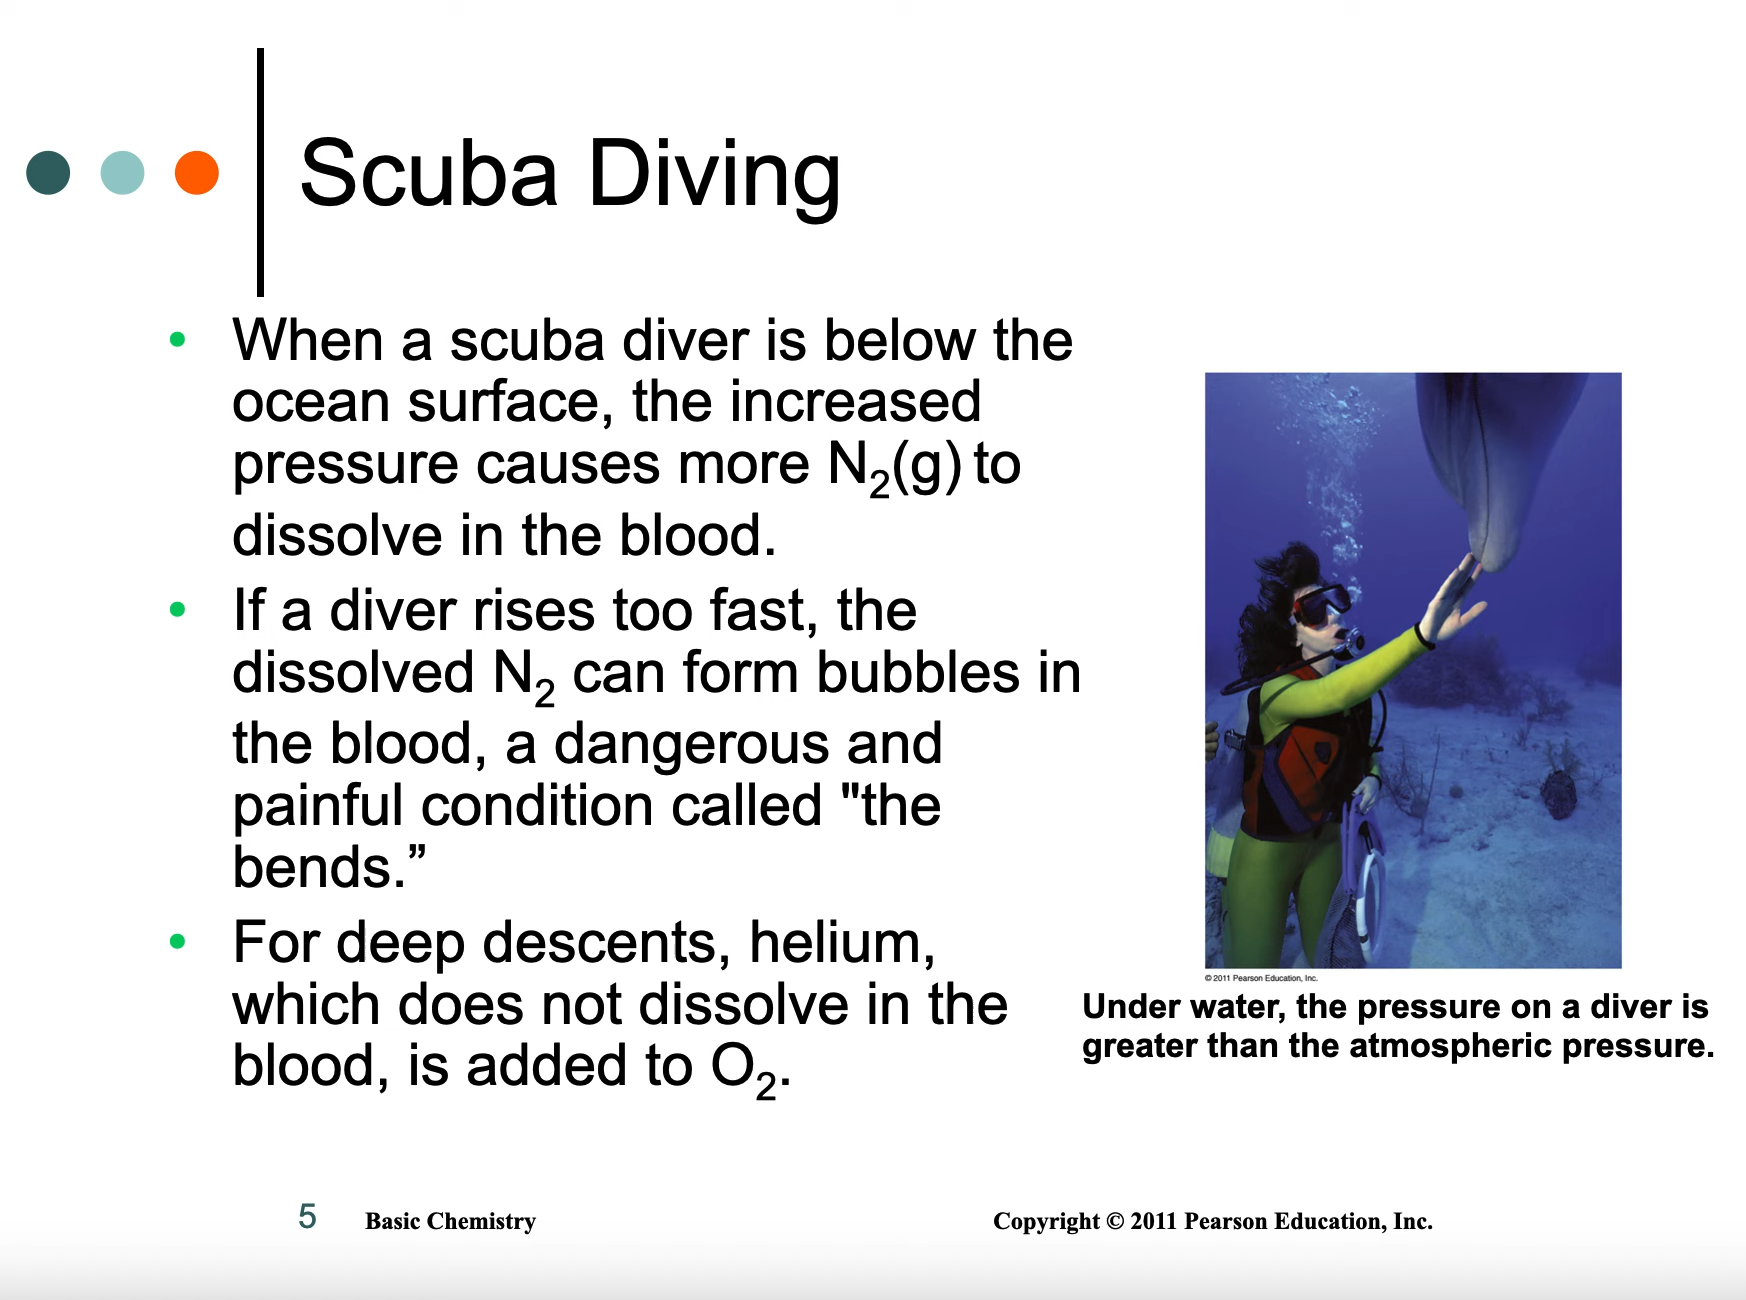 Scuba Diving
• When a scuba diver is below the
ocean surface, the increased
pressure causes more N₂(g) to
dissolve in the blood.
• If a diver rises too fast, the
dissolved N₂ can form bubbles in
the blood, a dangerous and
painful condition called "the
bends.”
• For deep descents, helium,
which does not dissolve in the
blood, is added to O₂.
© 2011 Pearson Education, Inc.
Under water, the pressure on a diver is
greater than the atmospheric pressure.
5 Basic Chemistry
Copyright © 2011 Pearson Education, Inc.